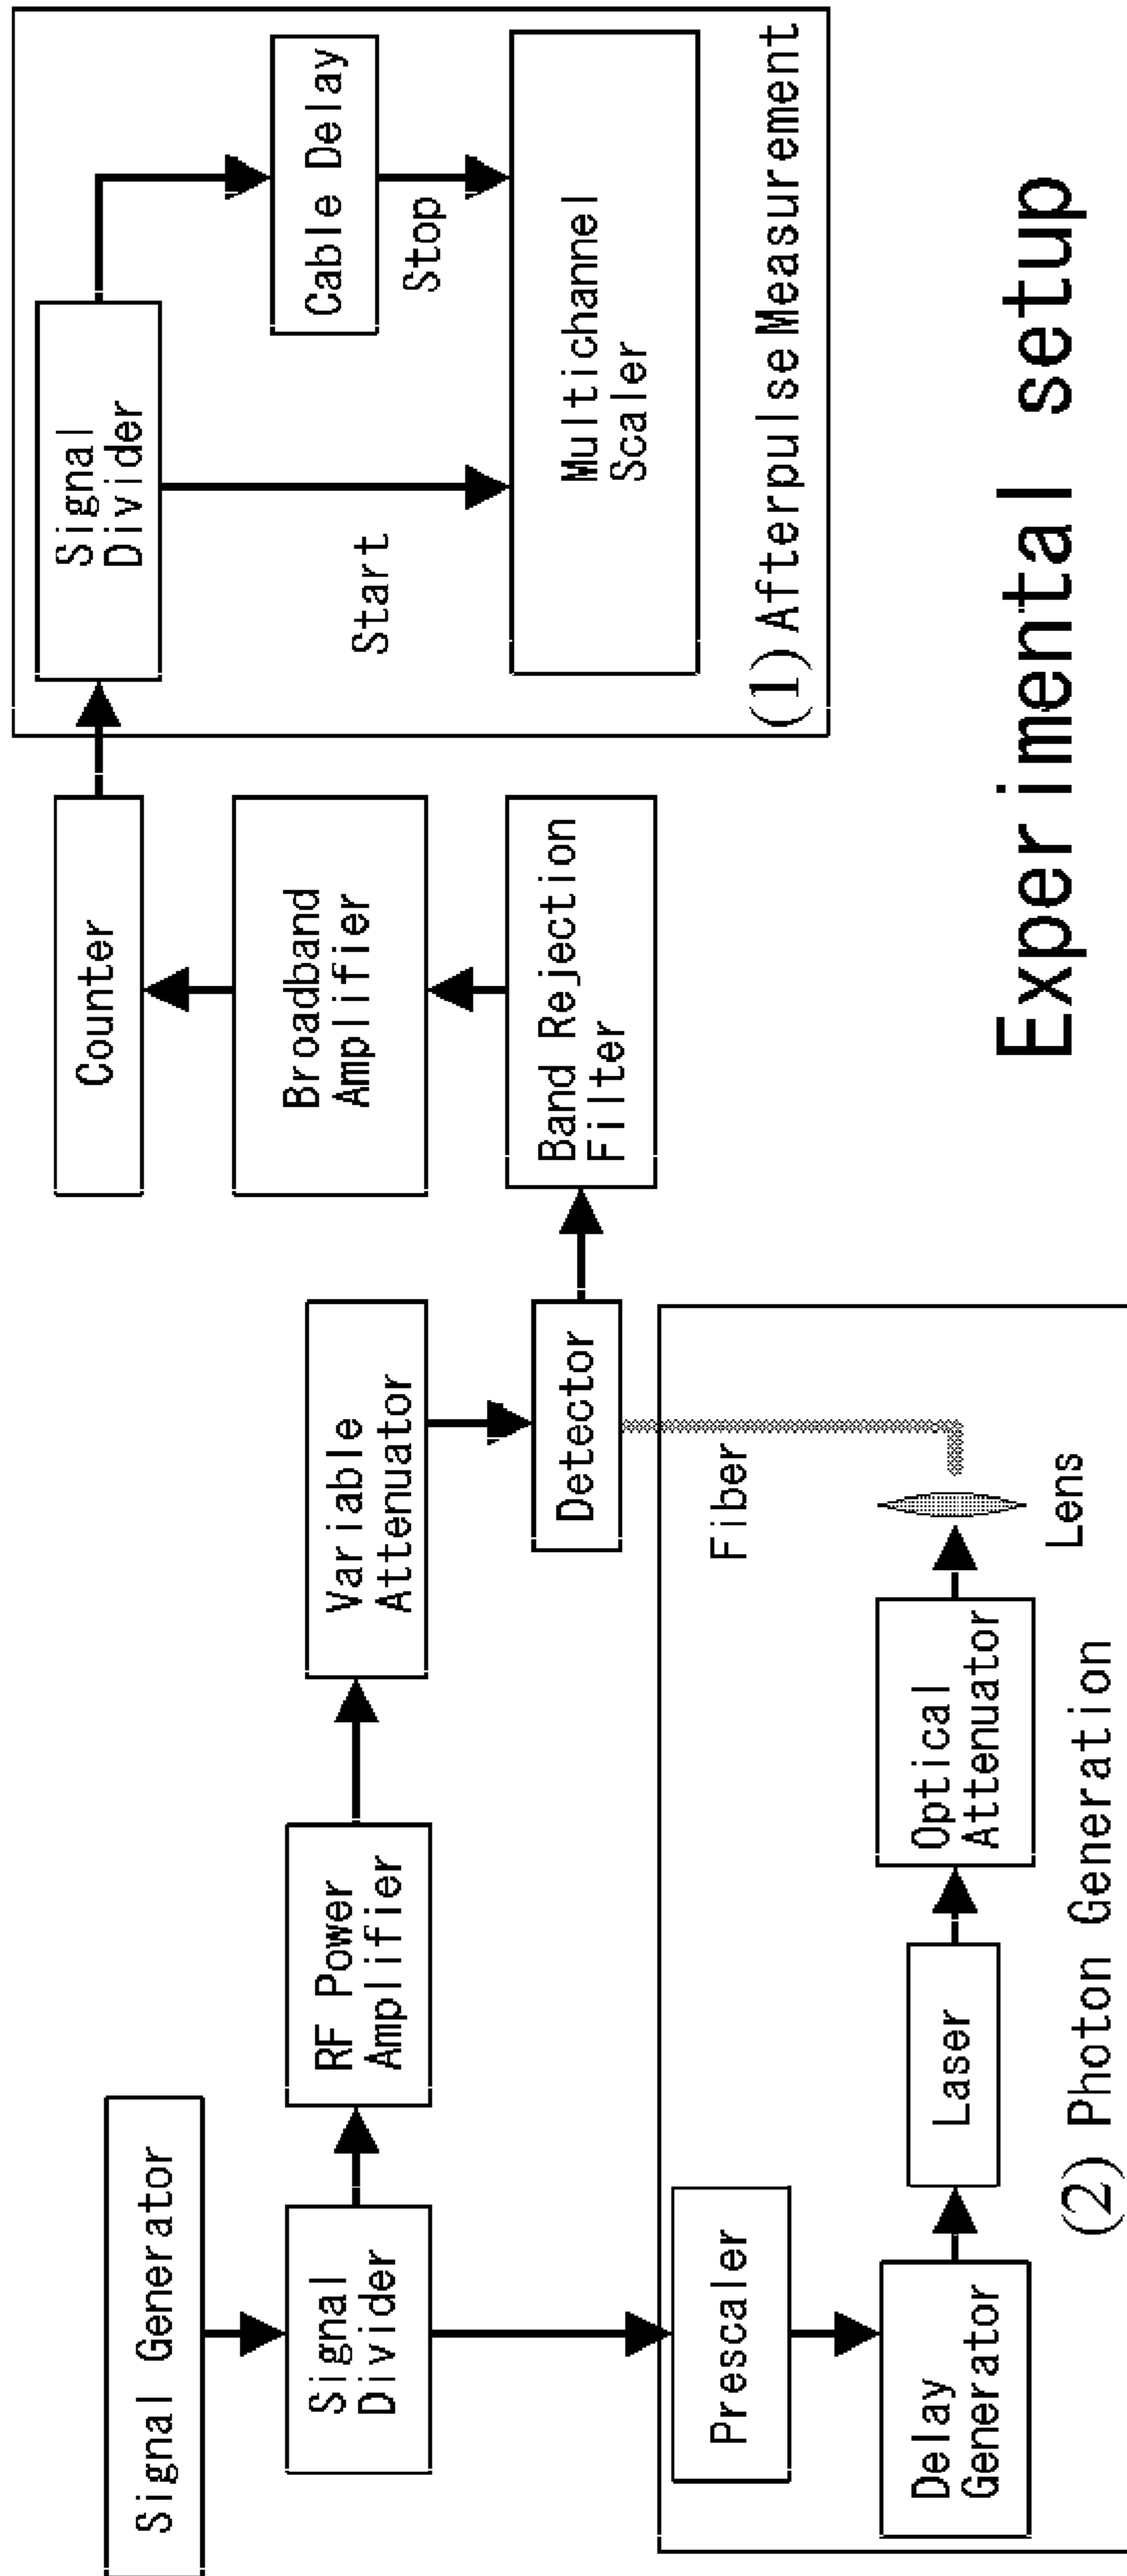 Signal Generator
Signal
Divider
RF Power
Amplifier
Variable
Attenuator
Detector
Band Rejection
Filter
Broadband
Amplifier
Counter
Signal
Divider
Cable Delay
Start
Stop
Multichannel
Scaler
(1) Afterpulse Measurement
Prescaler
Delay
Generator
Laser
Optical
Attenuator
Fiber
Lens
(2) Photon Generation
Experimental setup